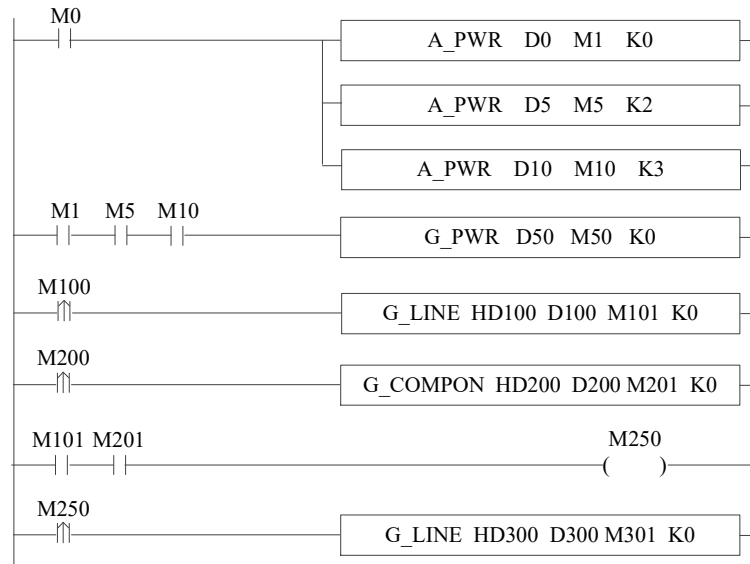 M0
A_PWR D0 M1 K0
A_PWR D5 M5 K2
A_PWR D10 M10 K3
M1 M5 M10
G_PWR D50 M50 K0
M100
G_LINE HD100 D100 M101 K0
M200
G_COMPON HD200 D200 M201 K0
M101 M201
M250
M250
G_LINE HD300 D300 M301 K0